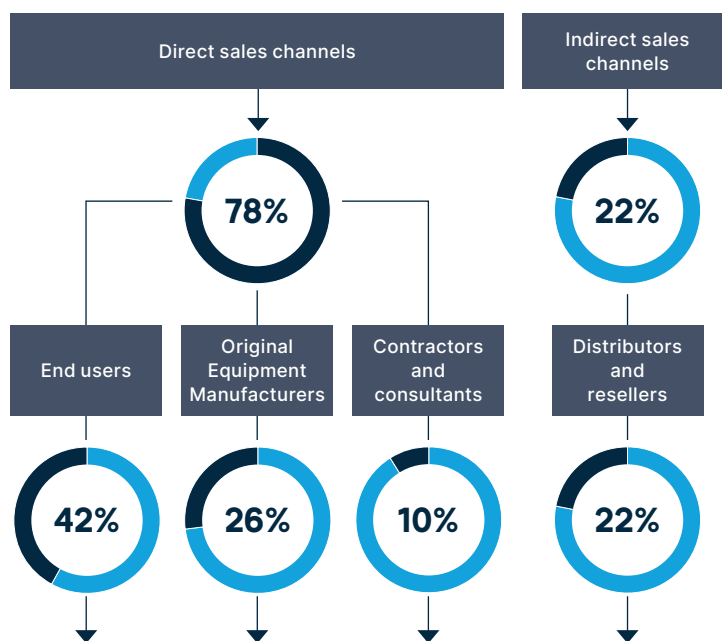 Direct sales channels
Indirect sales
channels
78%
22%
End users
Original
Equipment
Manufacturers
Contractors
and
consultants
Distributors
and
resellers
42%
26%
10%
22%